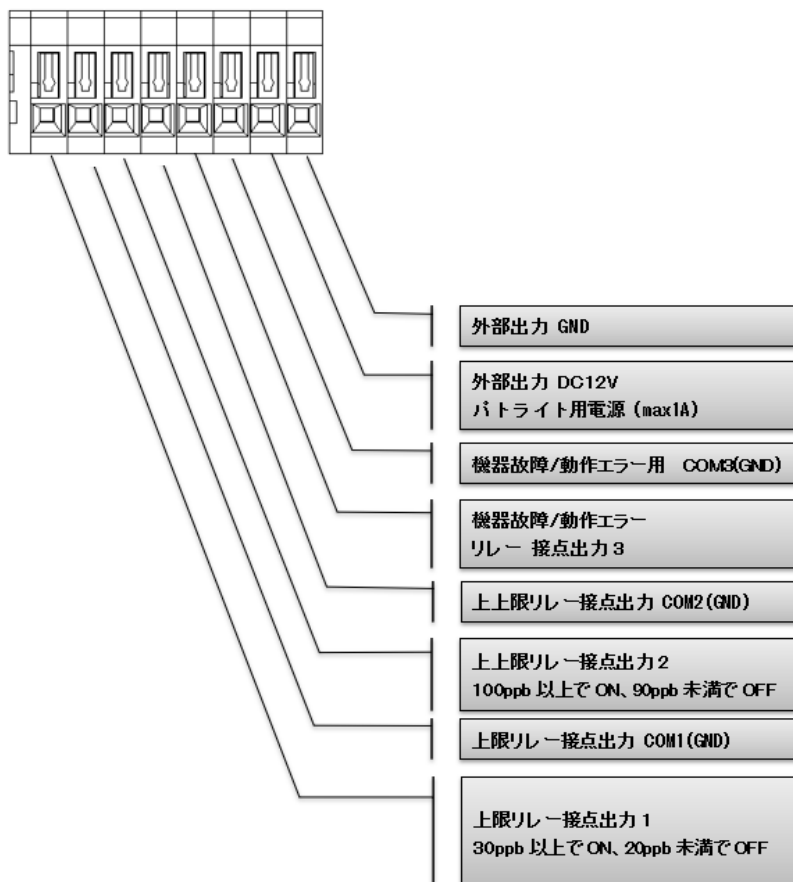 外部出力 GND
外部出力 DC12V
パトライト用電源 (max1A)
機器故障/動作エラー用 COM3(GND)
機器故障/動作エラー
リレー 接点出力 3
上上限リレー接点出力 COM2(GND)
上上限リレー接点出力 2
100ppb 以上で ON、90ppb 未満で OFF
上限リレー接点出力 COM1(GND)
上限リレー接点出力 1
30ppb 以上で ON、20ppb 未満で OFF